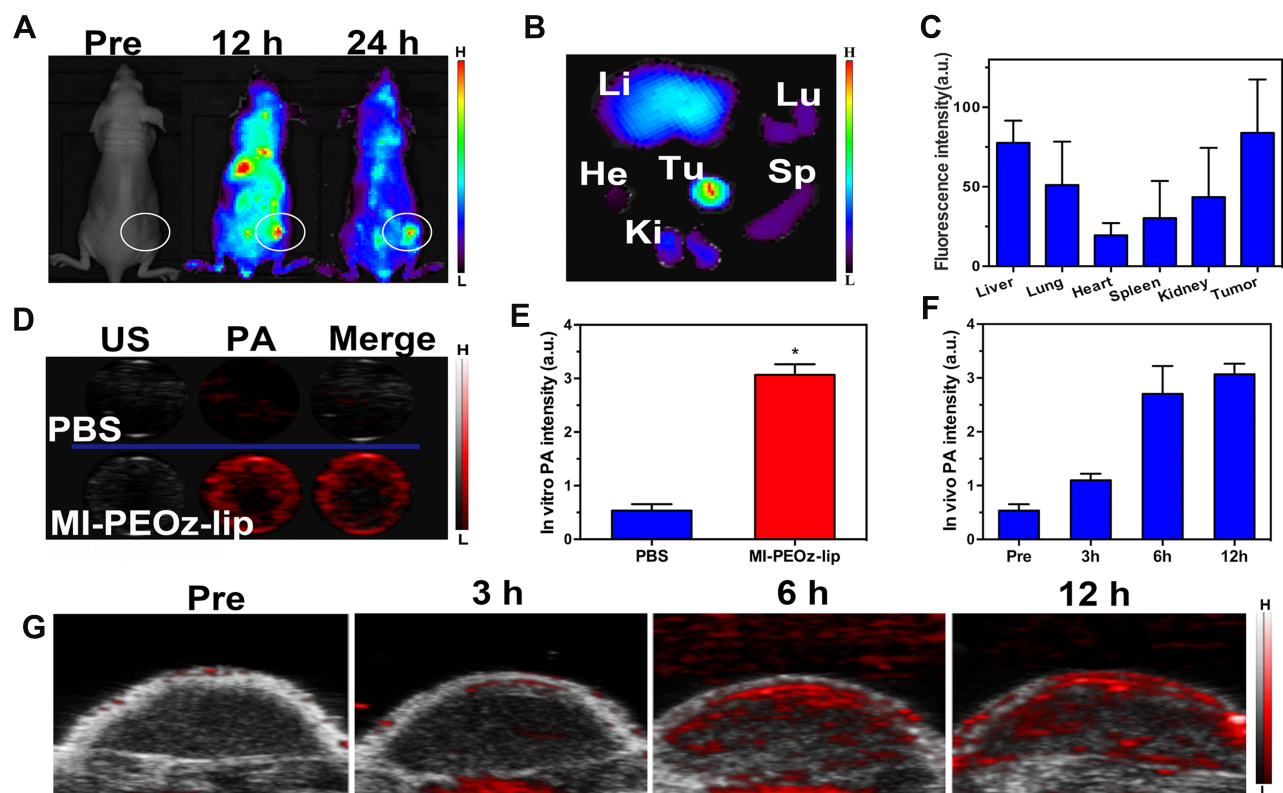 A
Pre 12 h 24 h
H
L
B
Li
Lu
He
Tu
Sp
Ki
H
L
C
Fluorescence intensity(a.u.)
100
50
0
Liver Lung Heart Spleen Kidney Tumor
D
US PA Merge
PBS
MI-PEOz-lip
H
L
E
In vitro PA intensity (a.u.)
4
3
2
1
0
*
PBS MI-PEOz-lip
F
In vivo PA intensity (a.u.)
4
3
2
1
0
Pre 3h 6h 12h
G
Pre 3 h 6 h 12 h
H
L